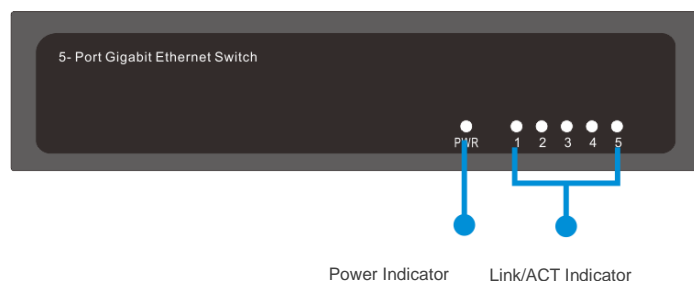 5- Port Gigabit Ethernet Switch
PWR 1 2 3 4 5
Power Indicator Link/ACT Indicator